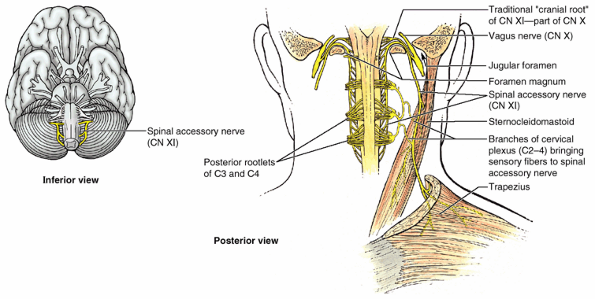 Spinal accessory nerve
(CN XI)
Inferior view
Traditional "cranial root"
of CN XI—part of CN X
Vagus nerve (CN X)
Jugular foramen
Foramen magnum
Spinal accessory nerve
(CN XI)
Sternocleidomastoid
Branches of cervical
plexus (C2–4) bringing
sensory fibers to spinal
accessory nerve
Trapezius
Posterior rootlets
of C3 and C4
Posterior view